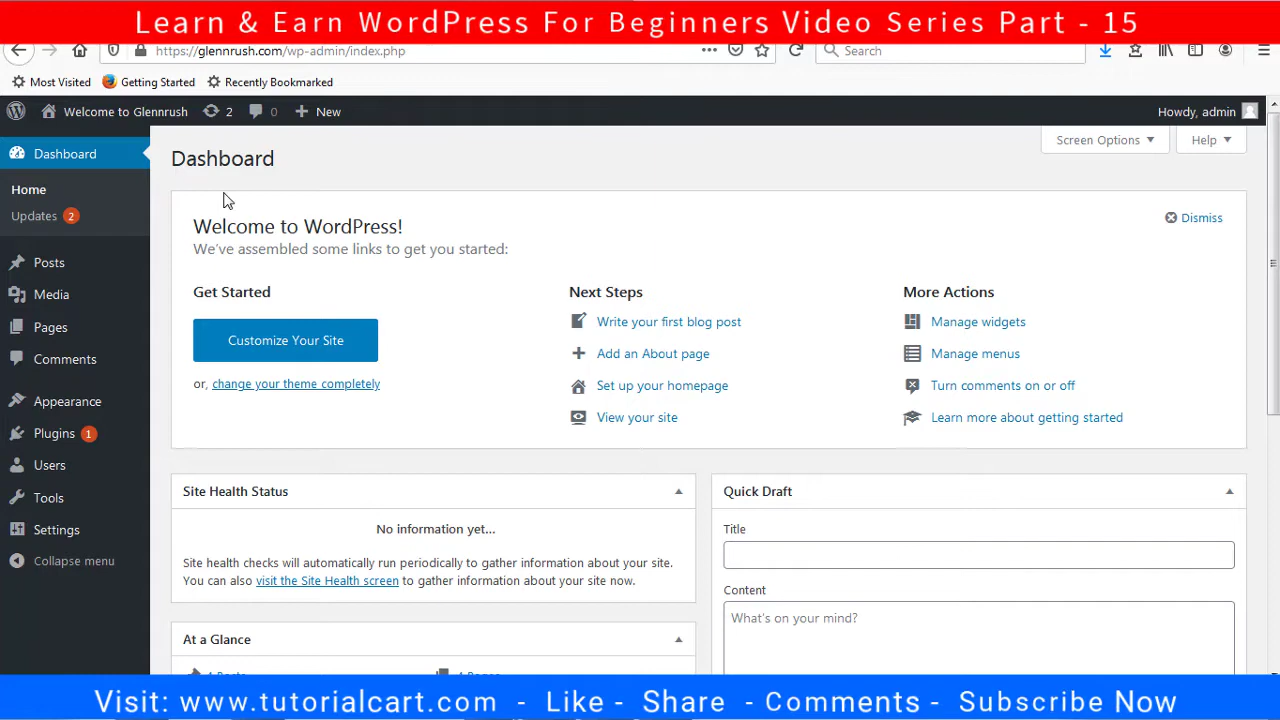 Learn & Earn WordPress For Beginners Video Series Part - 15
https://glennrush.com/wp-admin/index.php
Search
Most Visited Getting Started Recently Bookmarked
Welcome to Glennrush 2 0 New Howdy, admin
Dashboard
Home
Updates 2
Posts
Media
Pages
Comments
Appearance
Plugins 1
Users
Tools
Settings
Collapse menu
Screen Options Help
Dashboard
Welcome to WordPress!
Dismiss
We've assembled some links to get you started:
Get Started
Customize Your Site
or, change your theme completely
Next Steps
Write your first blog post
Add an About page
Set up your homepage
View your site
More Actions
Manage widgets
Manage menus
Turn comments on or off
Learn more about getting started
Site Health Status
No information yet...
Site health checks will automatically run periodically to gather information about your site.
You can also visit the Site Health screen to gather information about your site now.
At a Glance
Quick Draft
Title
Content
What's on your mind?
Visit: www.tutorialcart.com - Like - Share - Comments - Subscribe Now